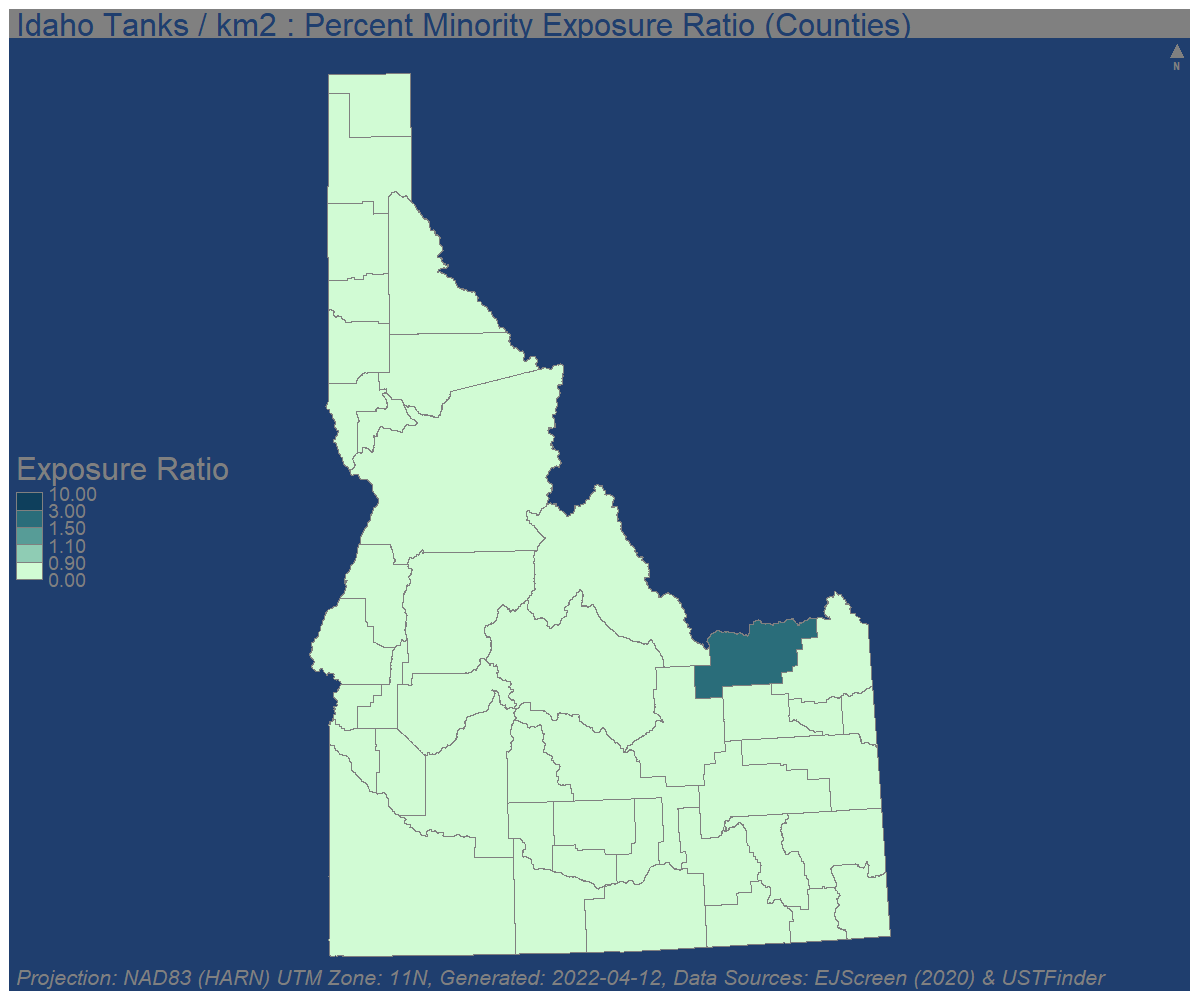 Idaho Tanks / km2 : Percent Minority Exposure Ratio (Counties)
N
Exposure Ratio
10.00
3.00
1.50
1.10
0.90
0.00
Projection: NAD83 (HARN) UTM Zone: 11N, Generated: 2022-04-12, Data Sources: EJScreen (2020) & USTFinder